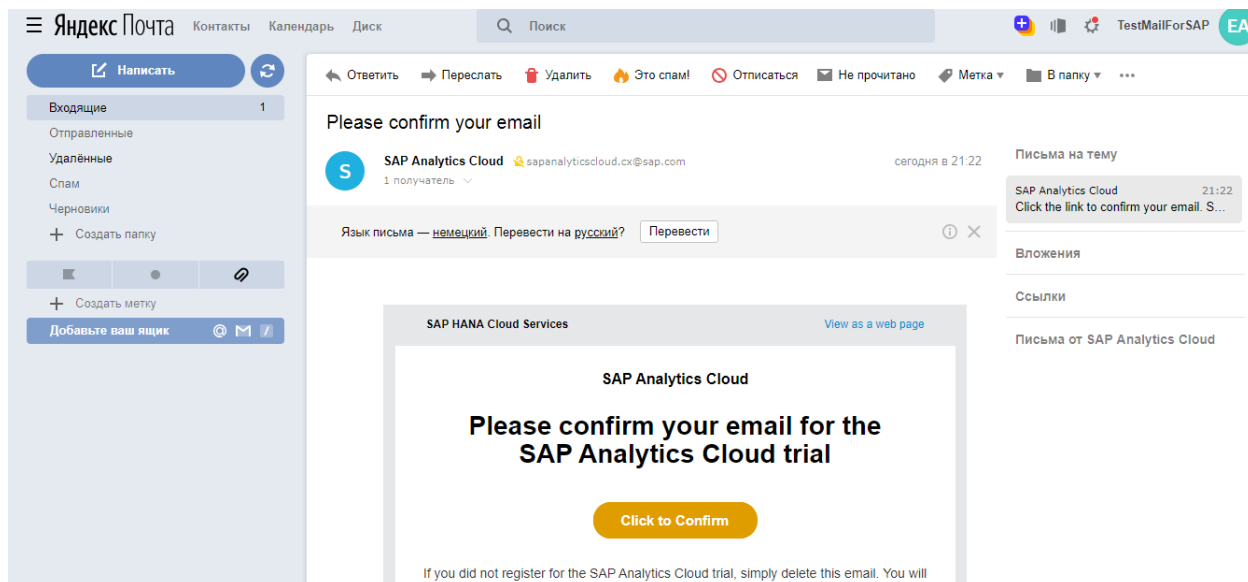 Яндекс Почта Контакты Календарь Диск Поиск TestMailForSAP EA
Написать
Входящие 1
Отправленные
Удалённые
Спам
Черновики
Создать папку
Создать метку
Добавьте ваш ящик
Ответить Переслать Удалить Это спам! Отписаться Не прочитано Метка В папку
Please confirm your email
S
SAP Analytics Cloud sapanalyticscloud.cx@sap.com сегодня в 21:22
1 получатель
Язык письма — немецкий. Перевести на русский? Перевести
SAP HANA Cloud Services View as a web page
SAP Analytics Cloud
Please confirm your email for the
SAP Analytics Cloud trial
Click to Confirm
If you did not register for the SAP Analytics Cloud trial, simply delete this email. You will
Письма на тему
SAP Analytics Cloud 21:22
Click the link to confirm your email. S...
Вложения
Ссылки
Письма от SAP Analytics Cloud